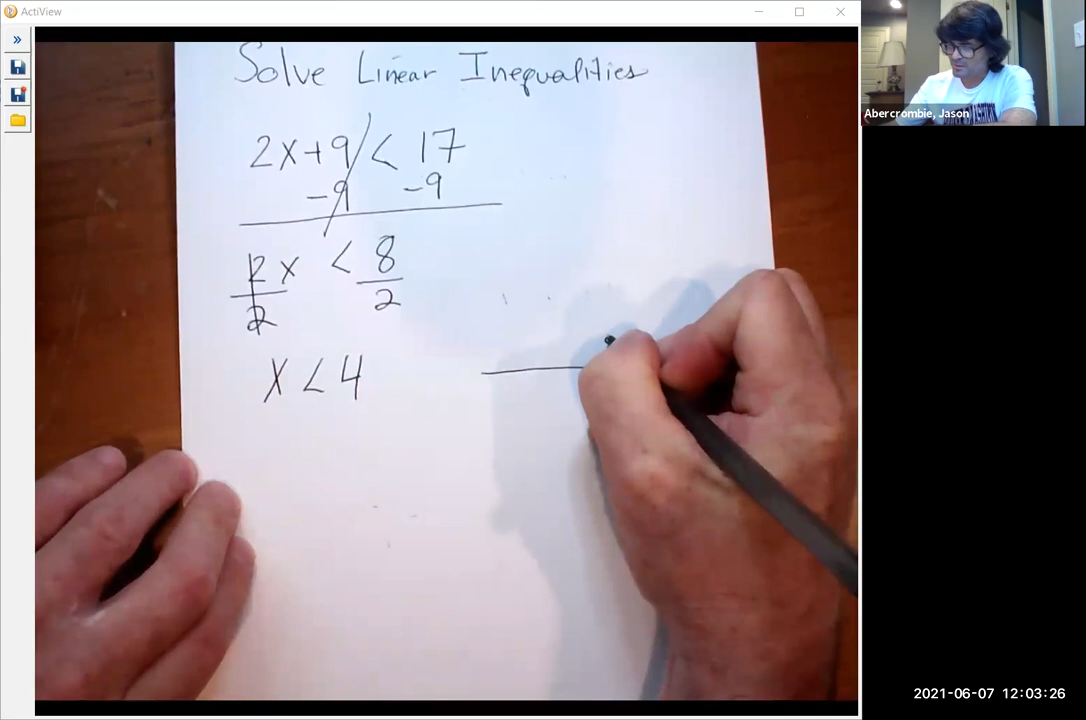 ActiView
Solve Linear Inequalities
2x+9 < 17
-9 -9
2x < 8
2 2
x < 4
Abercrombie, Jason
2021-06-07 12:03:26